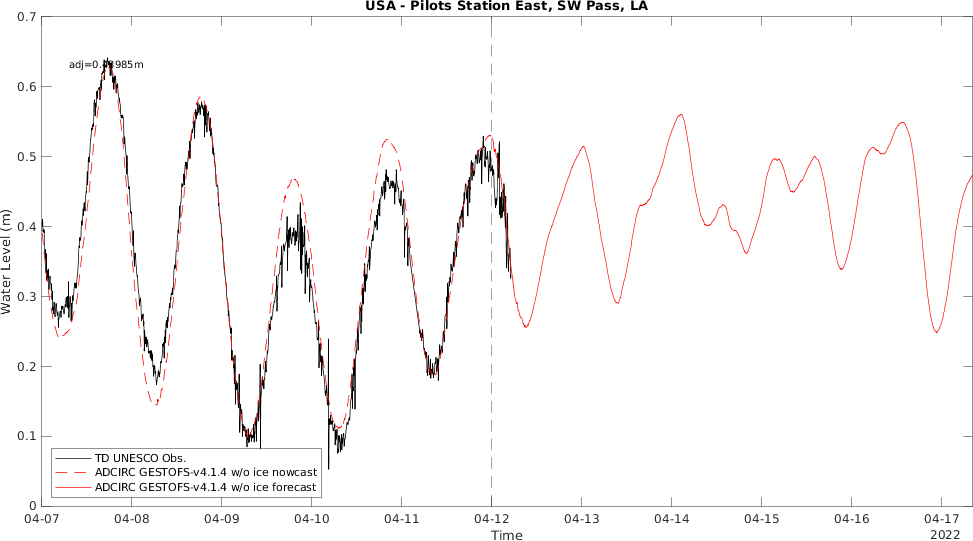 USA - Pilots Station East, SW Pass, LA
0.7
adj=0.43985m
0.6
0.5
0.4
Water Level (m)
0.3
0.2
0.1
TD UNESCO Obs.
ADCIRC GESTOFS-v4.1.4 w/o ice nowcast
ADCIRC GESTOFS-v4.1.4 w/o ice forecast
0
04-07 04-08 04-09 04-10 04-11 04-12 04-13 04-14 04-15 04-16 04-17
Time
2022